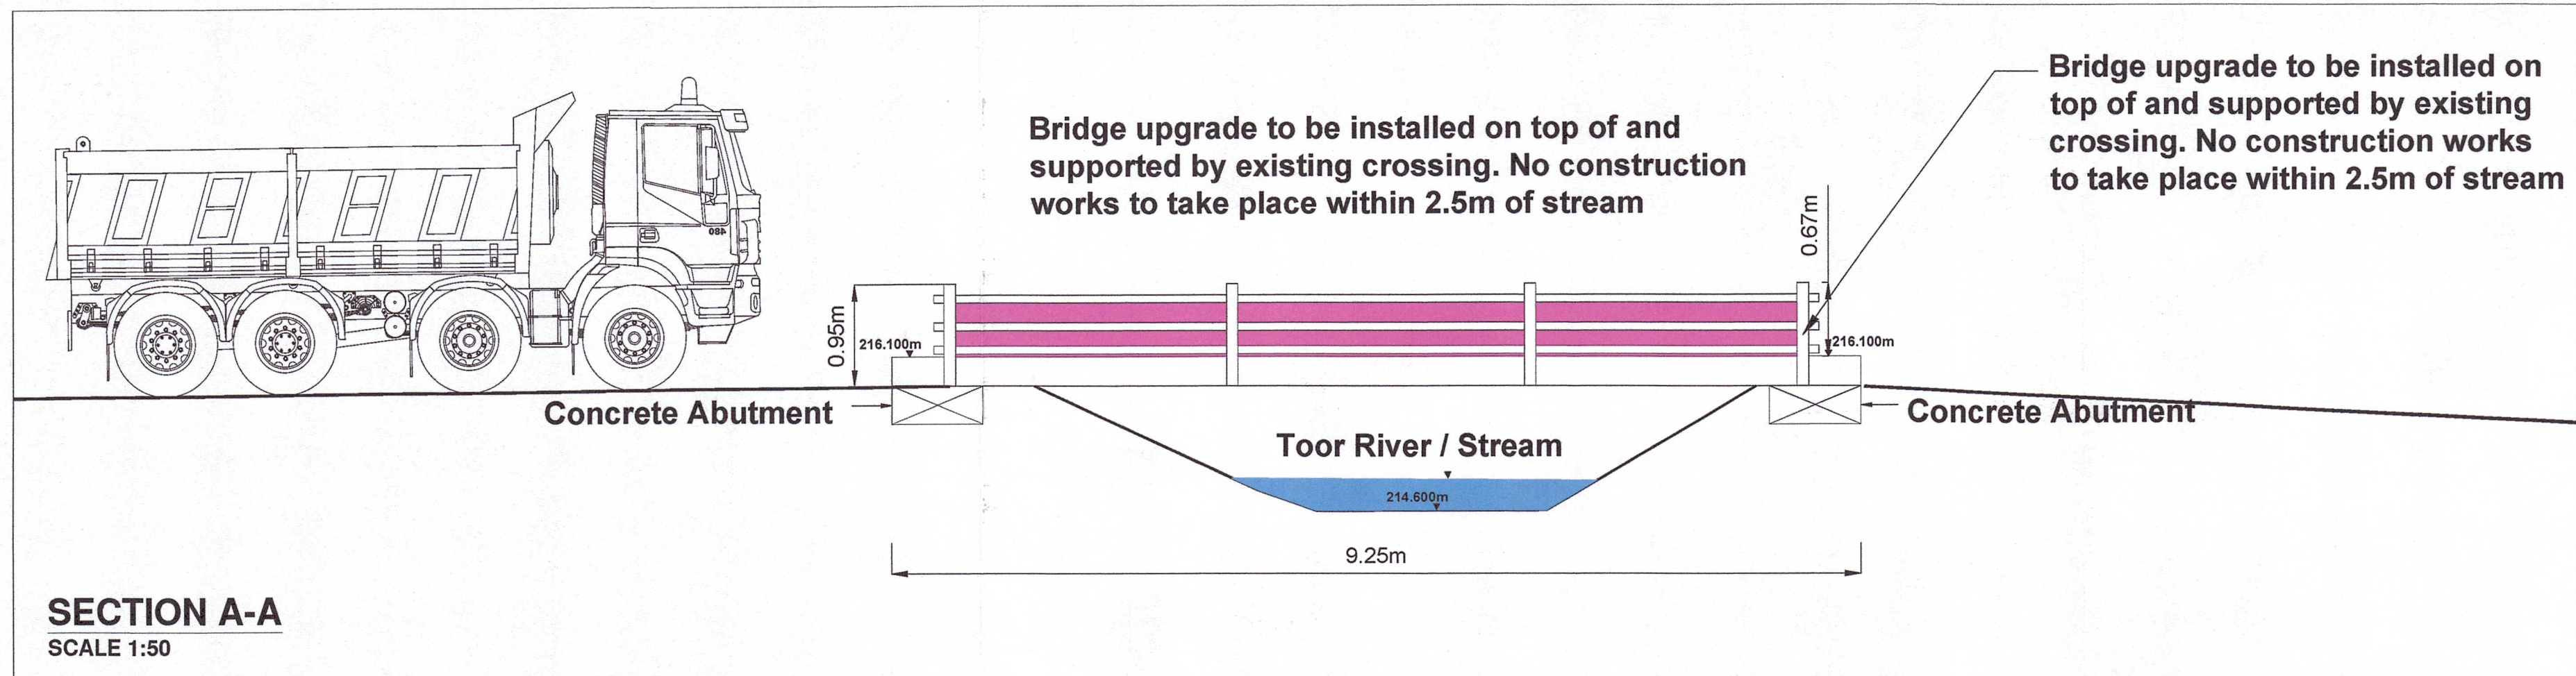 Bridge upgrade to be installed on
top of and supported by existing
crossing. No construction works
to take place within 2.5m of stream
Bridge upgrade to be installed on top of and
supported by existing crossing. No construction
works to take place within 2.5m of stream
0.67m
0.95m
216.100m
216.100m
Concrete Abutment
Concrete Abutment
Toor River / Stream
214.600m
9.25m
SECTION A-A
SCALE 1:50